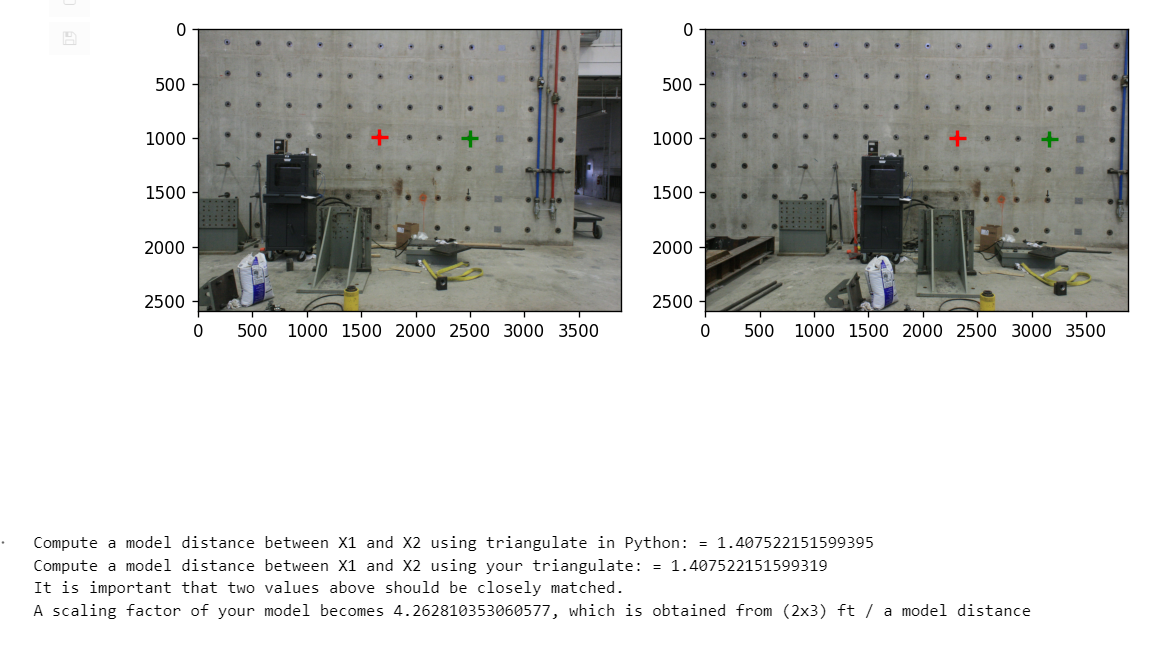 0
500
1000
1500
2000
2500
0 500 1000 1500 2000 2500 3000 3500
0
500
1000
1500
2000
2500
0 500 1000 1500 2000 2500 3000 3500
Compute a model distance between X1 and X2 using triangulate in Python: = 1.407522151599395
Compute a model distance between X1 and X2 using your triangulate: = 1.407522151599319
It is important that two values above should be closely matched.
A scaling factor of your model becomes 4.262810353060577, which is obtained from (2x3) ft / a model distance